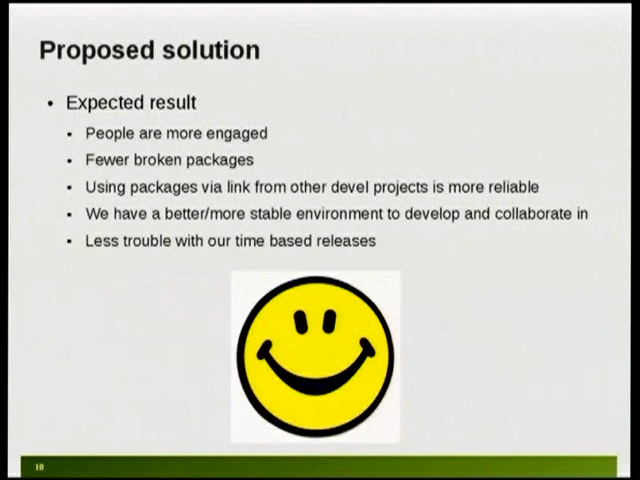 Proposed solution
• Expected result
• People are more engaged
• Fewer broken packages
• Using packages via link from other devel projects is more reliable
• We have a better/more stable environment to develop and collaborate in
• Less trouble with our time based releases
10